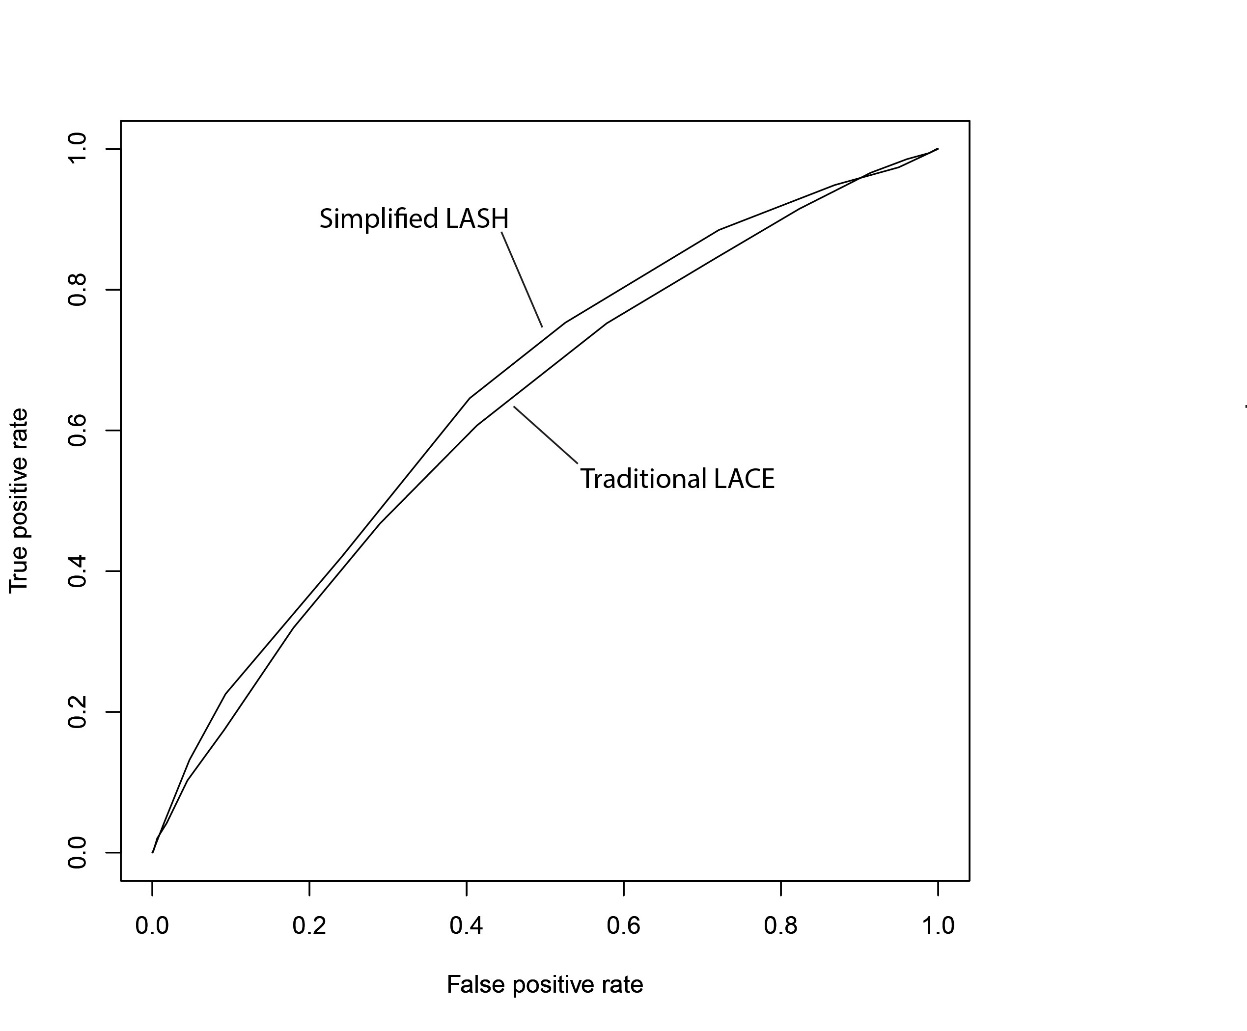 1.0
Simplified LASH
0.8
0.6
Traditional LACE
0.4
0.2
0.0
True positive rate
0.0 0.2 0.4 0.6 0.8 1.0
False positive rate